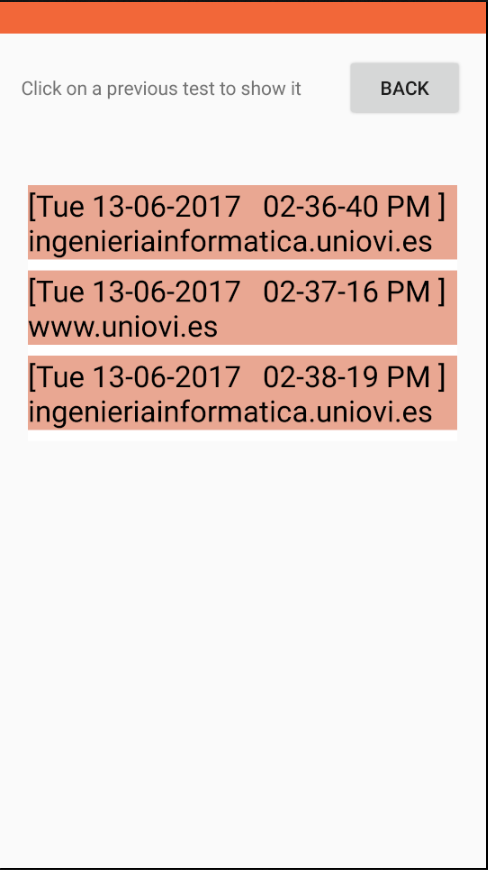 Click on a previous test to show it BACK
[Tue 13-06-2017   02-36-40 PM ]
ingenieriainformatica.uniovi.es
[Tue 13-06-2017   02-37-16 PM ]
www.uniovi.es
[Tue 13-06-2017   02-38-19 PM ]
ingenieriainformatica.uniovi.es